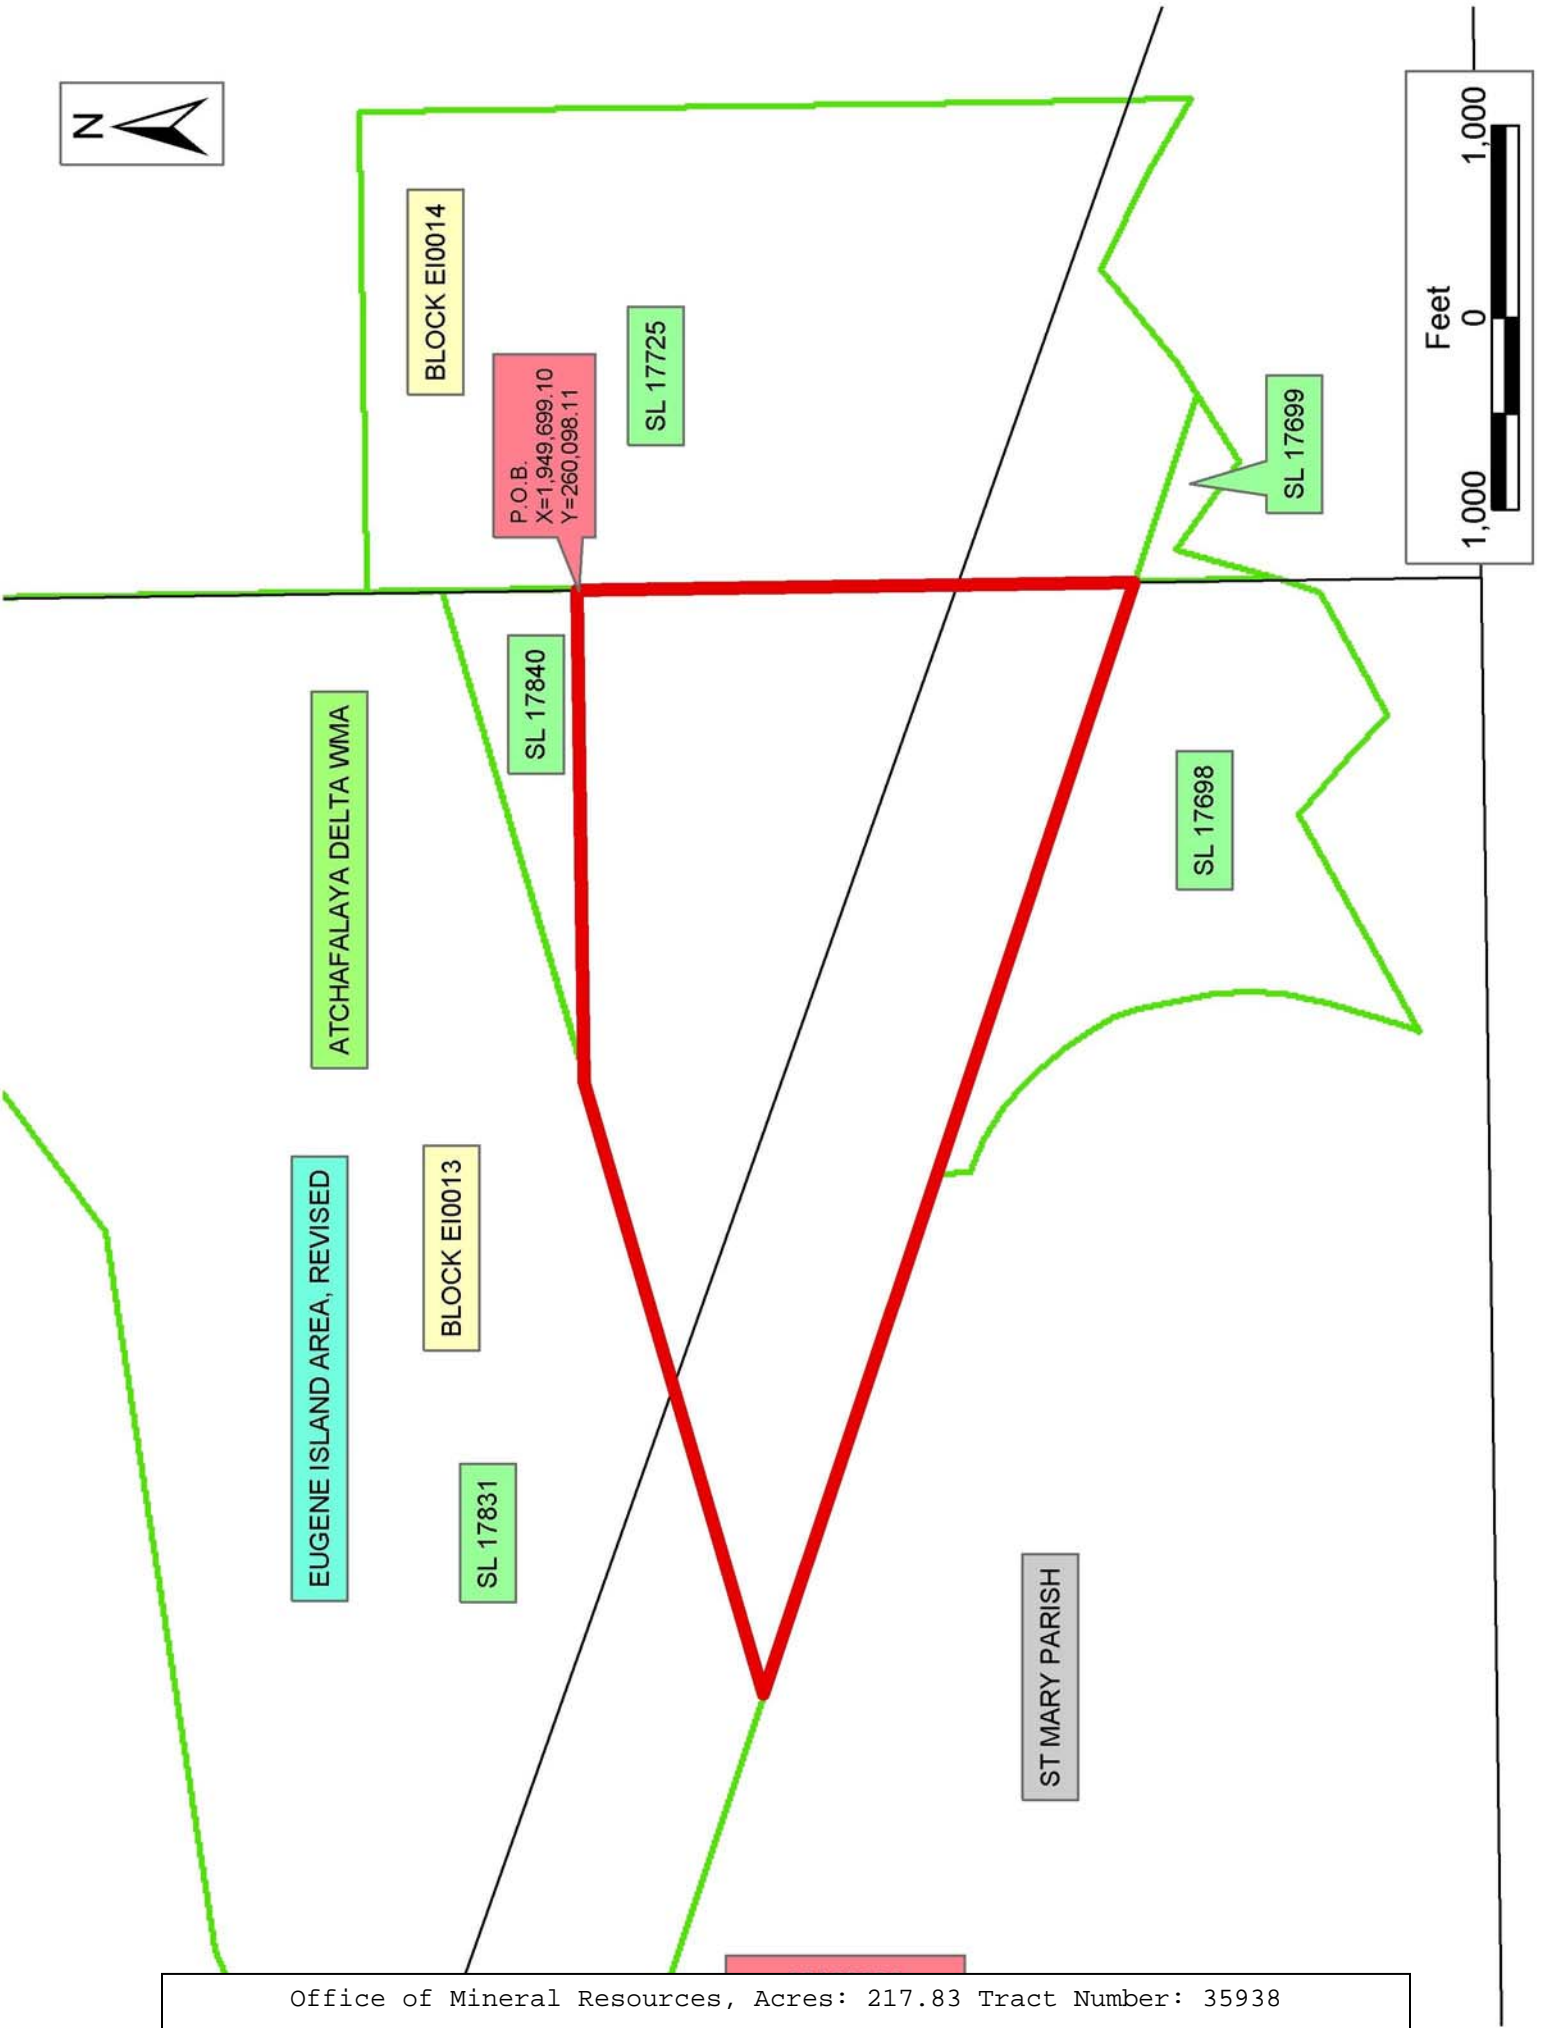 N
BLOCK EI0014
P.O.B.
X=1,949,699.10
Y=260,098.11
SL 17725
SL 17840
ATCHAFALAYA DELTA WMA
SL 17699
Feet
1,000
0
1,000
SL 17698
EUGENE ISLAND AREA, REVISED
BLOCK EI0013
SL 17831
ST MARY PARISH
Office of Mineral Resources, Acres: 217.83 Tract Number: 35938